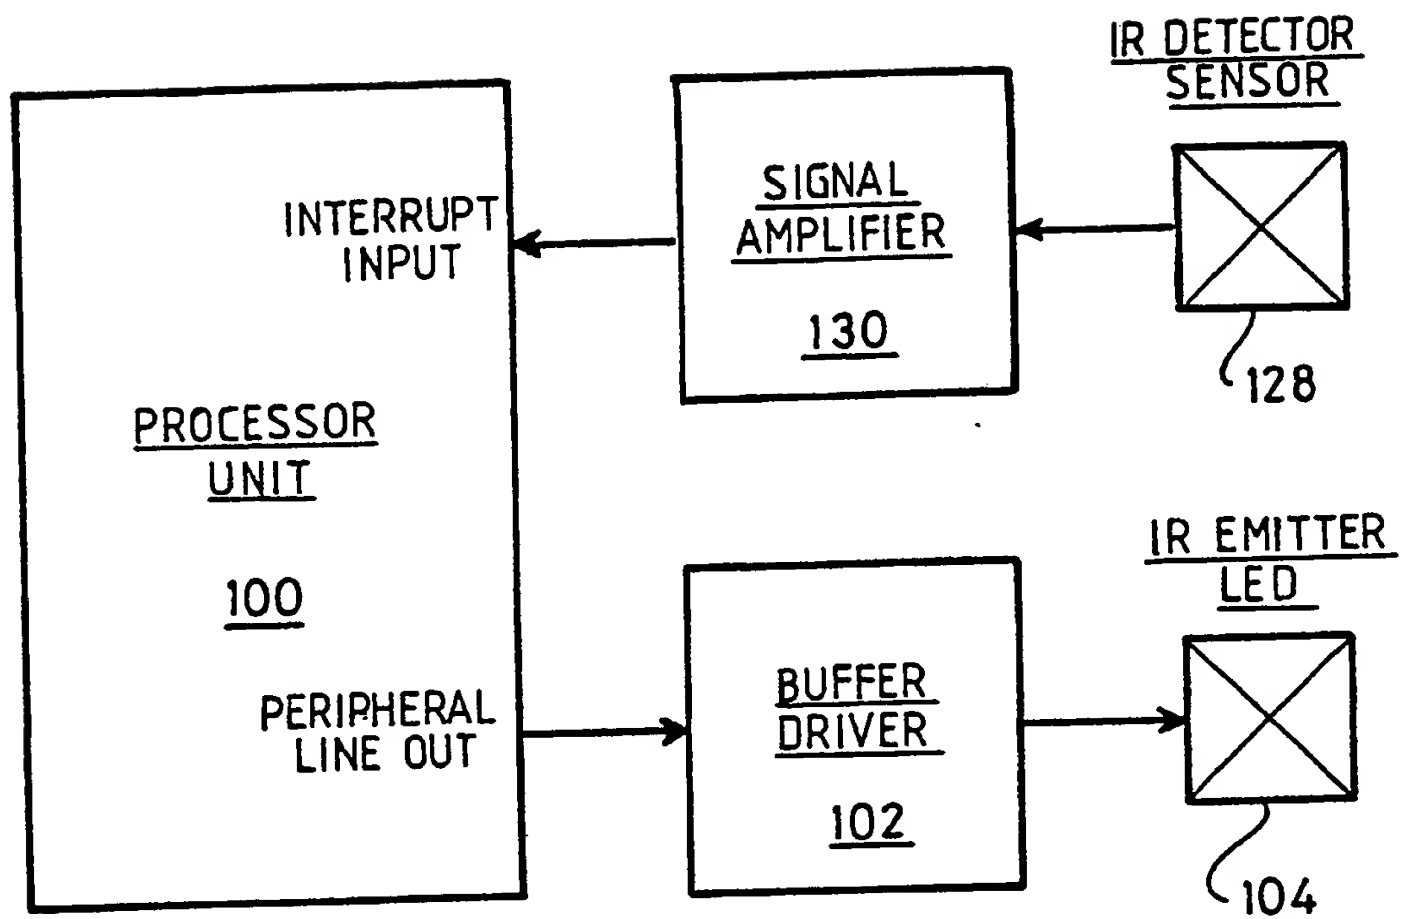 IR DETECTOR
SENSOR
128
SIGNAL
AMPLIFIER
130
INTERRUPT
INPUT
PROCESSOR
UNIT
100
PERIPHERAL
LINE OUT
BUFFER
DRIVER
102
IR EMITTER
LED
104